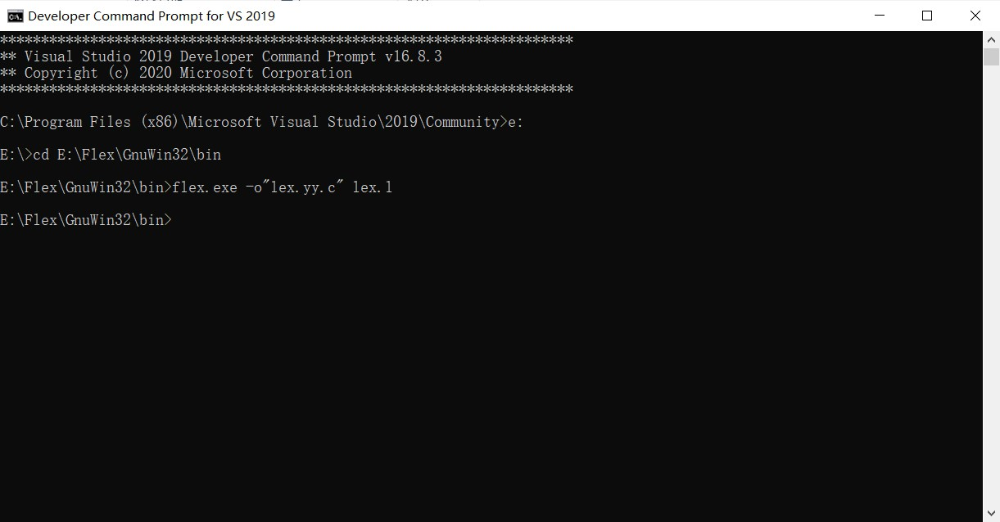 Developer Command Prompt for VS 2019
**********************************************************************
** Visual Studio 2019 Developer Command Prompt v16.8.3
** Copyright (c) 2020 Microsoft Corporation
**********************************************************************
C:\Program Files (x86)\Microsoft Visual Studio\2019\Community>e:
E:\>cd E:\Flex\GnuWin32\bin
E:\Flex\GnuWin32\bin>flex.exe -o"lex.yy.c" lex.l
E:\Flex\GnuWin32\bin>